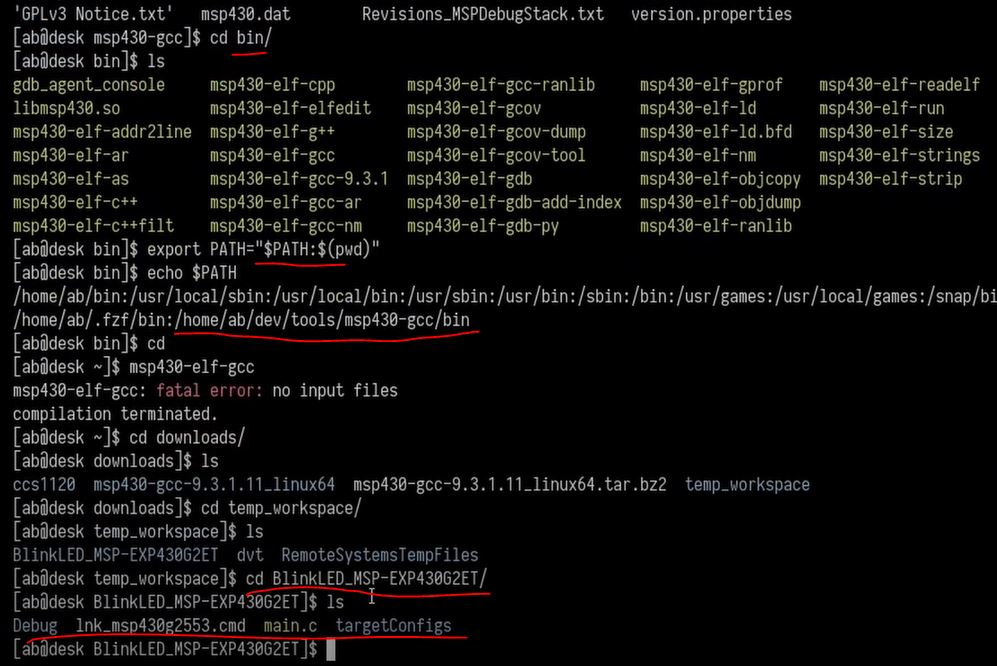 'GPLv3 Notice.txt' msp430.dat Revisions_MSPDebugStack.txt version.properties
[ab@desk msp430-gcc]$ cd bin/
[ab@desk bin]$ ls
gdb_agent_console msp430-elf-cpp msp430-elf-gcc-ranlib msp430-elf-gprof msp430-elf-readelf
libmsp430.so msp430-elf-elfedit msp430-elf-gcov msp430-elf-ld msp430-elf-run
msp430-elf-addr2line msp430-elf-g++ msp430-elf-gcov-dump msp430-elf-ld.bfd msp430-elf-size
msp430-elf-ar msp430-elf-gcc msp430-elf-gcov-tool msp430-elf-nm msp430-elf-strings
msp430-elf-as msp430-elf-gcc-9.3.1 msp430-elf-gdb msp430-elf-objcopy msp430-elf-strip
msp430-elf-c++ msp430-elf-gcc-ar msp430-elf-gdb-add-index msp430-elf-objdump
msp430-elf-c++filt msp430-elf-gcc-nm msp430-elf-gdb-py msp430-elf-ranlib
[ab@desk bin]$ export PATH="$PATH:$(pwd)"
[ab@desk bin]$ echo $PATH
/home/ab/bin:/usr/local/sbin:/usr/local/bin:/usr/sbin:/usr/bin:/sbin:/bin:/usr/games:/usr/local/games:/snap/bi
/home/ab/.fzf/bin:/home/ab/dev/tools/msp430-gcc/bin
[ab@desk bin]$ cd
[ab@desk ~]$ msp430-elf-gcc
msp430-elf-gcc: fatal error: no input files
compilation terminated.
[ab@desk ~]$ cd downloads/
[ab@desk downloads]$ ls
ccs1120 msp430-gcc-9.3.1.11_linux64 msp430-gcc-9.3.1.11_linux64.tar.bz2 temp_workspace
[ab@desk downloads]$ cd temp_workspace/
[ab@desk temp_workspace]$ ls
BlinkLED_MSP-EXP430G2ET dvt RemoteSystemsTempFiles
[ab@desk temp_workspace]$ cd BlinkLED_MSP-EXP430G2ET/
[ab@desk BlinkLED_MSP-EXP430G2ET]$ ls
Debug lnk_msp430g2553.cmd main.c targetConfigs
[ab@desk BlinkLED_MSP-EXP430G2ET]$